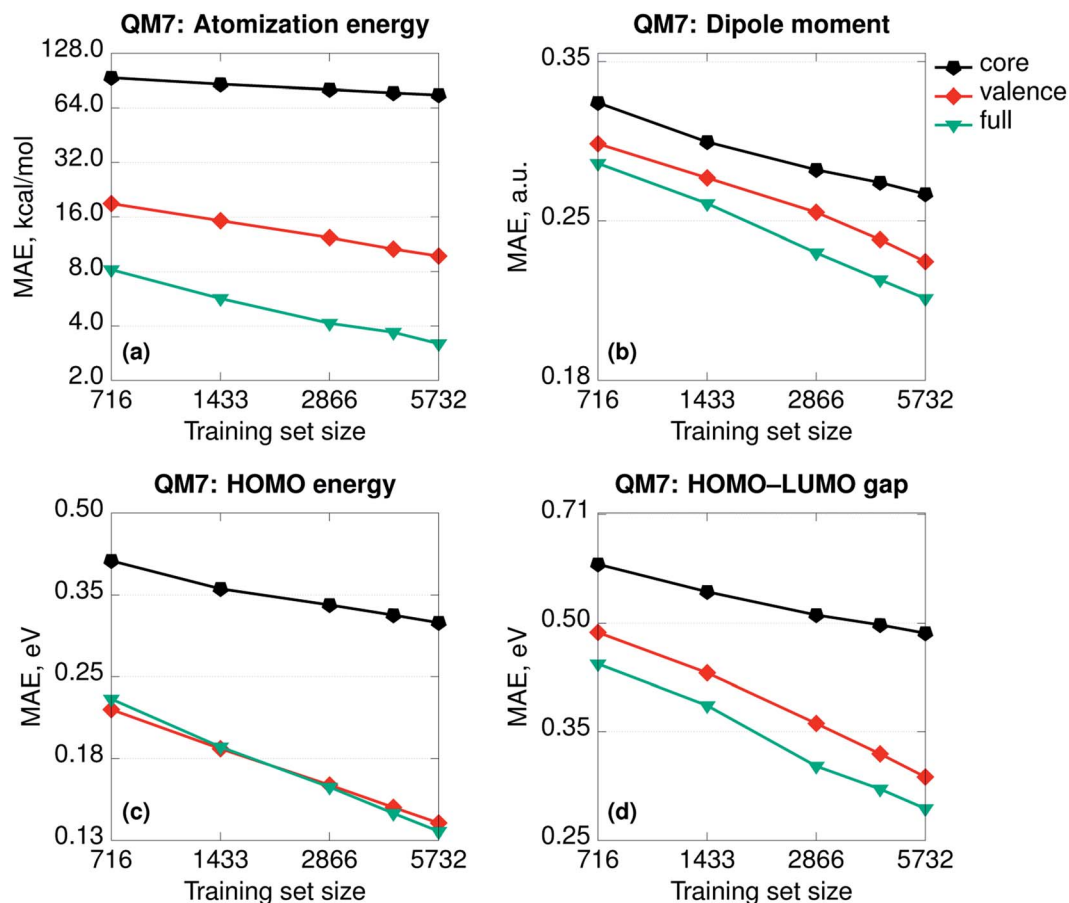 QM7: Atomization energy
128.0
64.0
32.0
16.0
8.0
4.0
2.0
MAE, kcal/mol
(a)
716 1433 2866 5732
Training set size
QM7: Dipole moment
0.35
0.25
0.18
MAE, a.u.
(b)
716 1433 2866 5732
Training set size
core
valence
full
QM7: HOMO energy
0.50
0.35
0.25
0.18
0.13
MAE, eV
(c)
716 1433 2866 5732
Training set size
QM7: HOMO–LUMO gap
0.71
0.50
0.35
0.25
MAE, eV
(d)
716 1433 2866 5732
Training set size